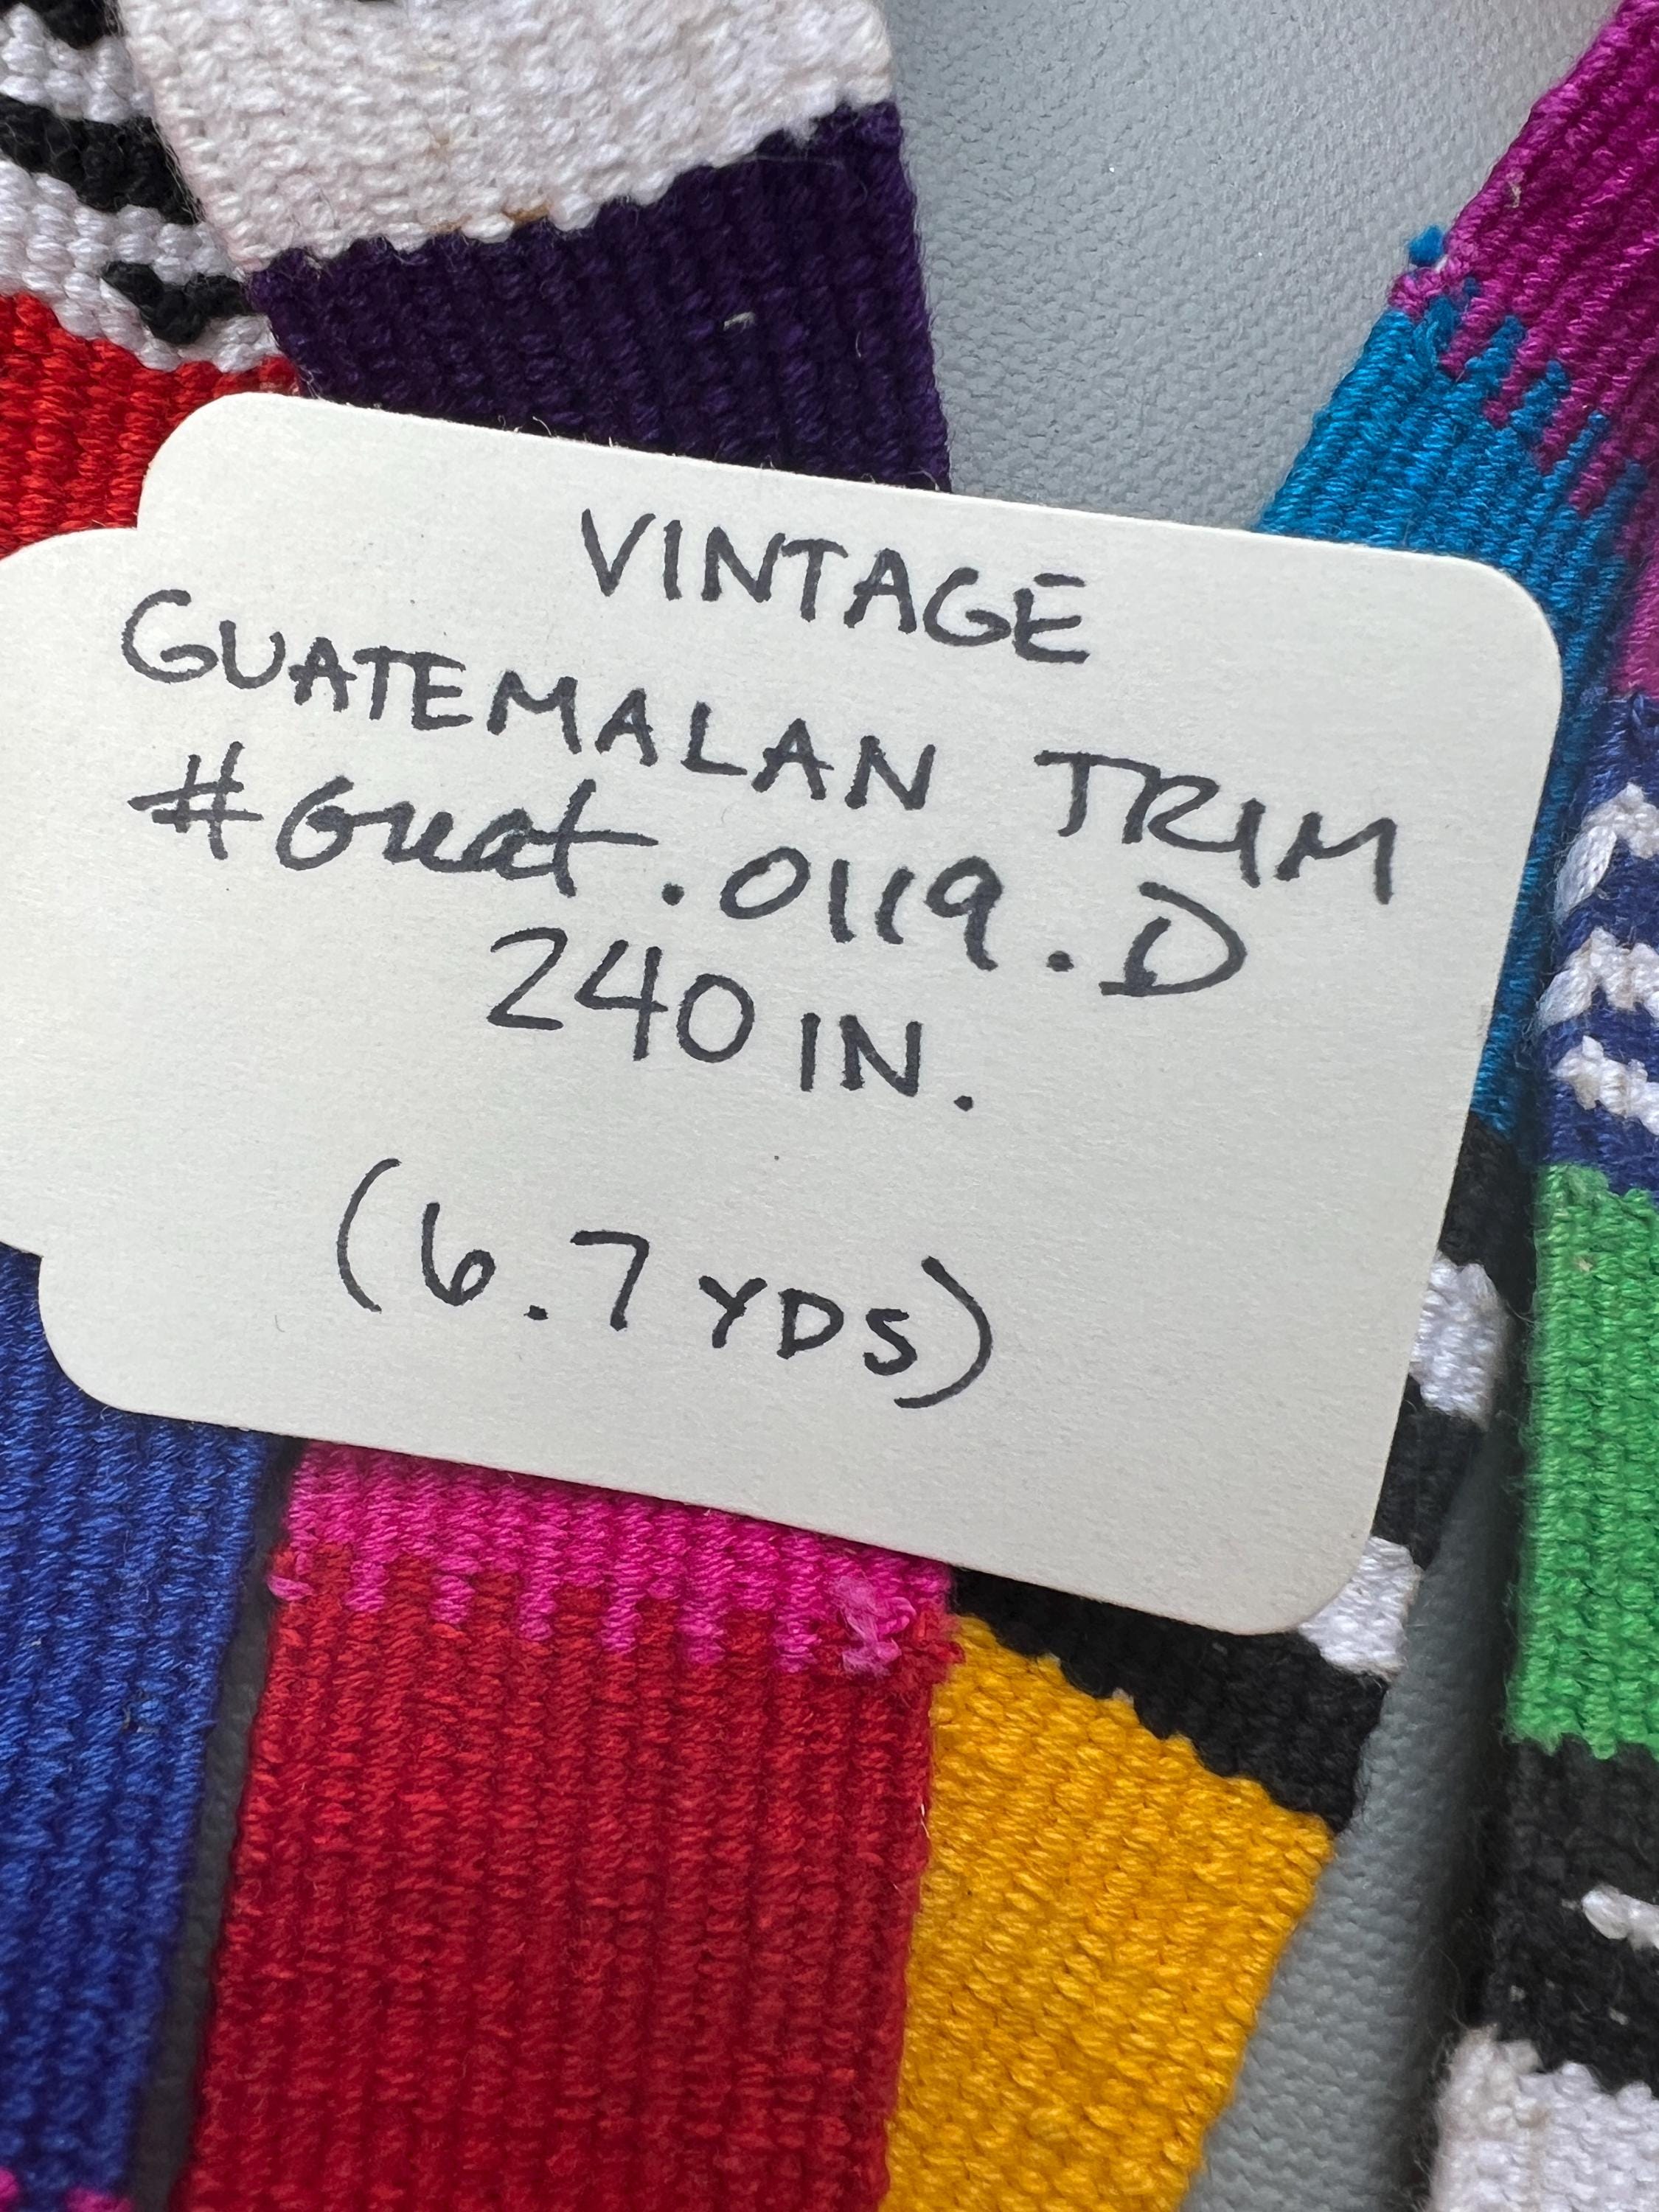 VINTAGE
GUATEMALAN TRIM
#Guat.0119.D
240 IN.
(6.7 YDS)